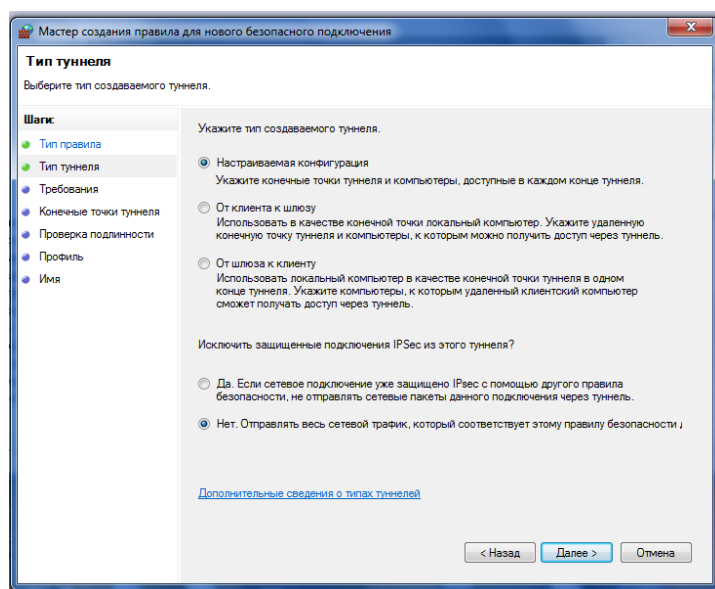 Мастер создания правила для нового безопасного подключения
Тип туннеля
Выберите тип создаваемого туннеля.
Шаги:
Тип правила
Тип туннеля
Требования
Конечные точки туннеля
Проверка подлинности
Профиль
Имя
Укажите тип создаваемого туннеля.
Настраиваемая конфигурация
Укажите конечные точки туннеля и компьютеры, доступные в каждом конце туннеля.
От клиента к шлюзу
Использовать в качестве конечной точки локальный компьютер. Укажите удаленную
конечную точку туннеля и компьютеры, к которым можно получить доступ через туннель.
От шлюза к клиенту
Использовать локальный компьютер в качестве конечной точки туннеля в одном
конце туннеля. Укажите компьютеры, к которым удаленный клиентский компьютер
сможет получать доступ через туннель.
Исключить защищенные подключения IPSec из этого туннеля?
Да. Если сетевое подключение уже защищено IPsec с помощью другого правила
безопасности, не отправлять сетевые пакеты данного подключения через туннель.
Нет. Отправлять весь сетевой трафик, который соответствует этому правилу безопасности
Дополнительные сведения о типах туннелей
< Назад Далее > Отмена